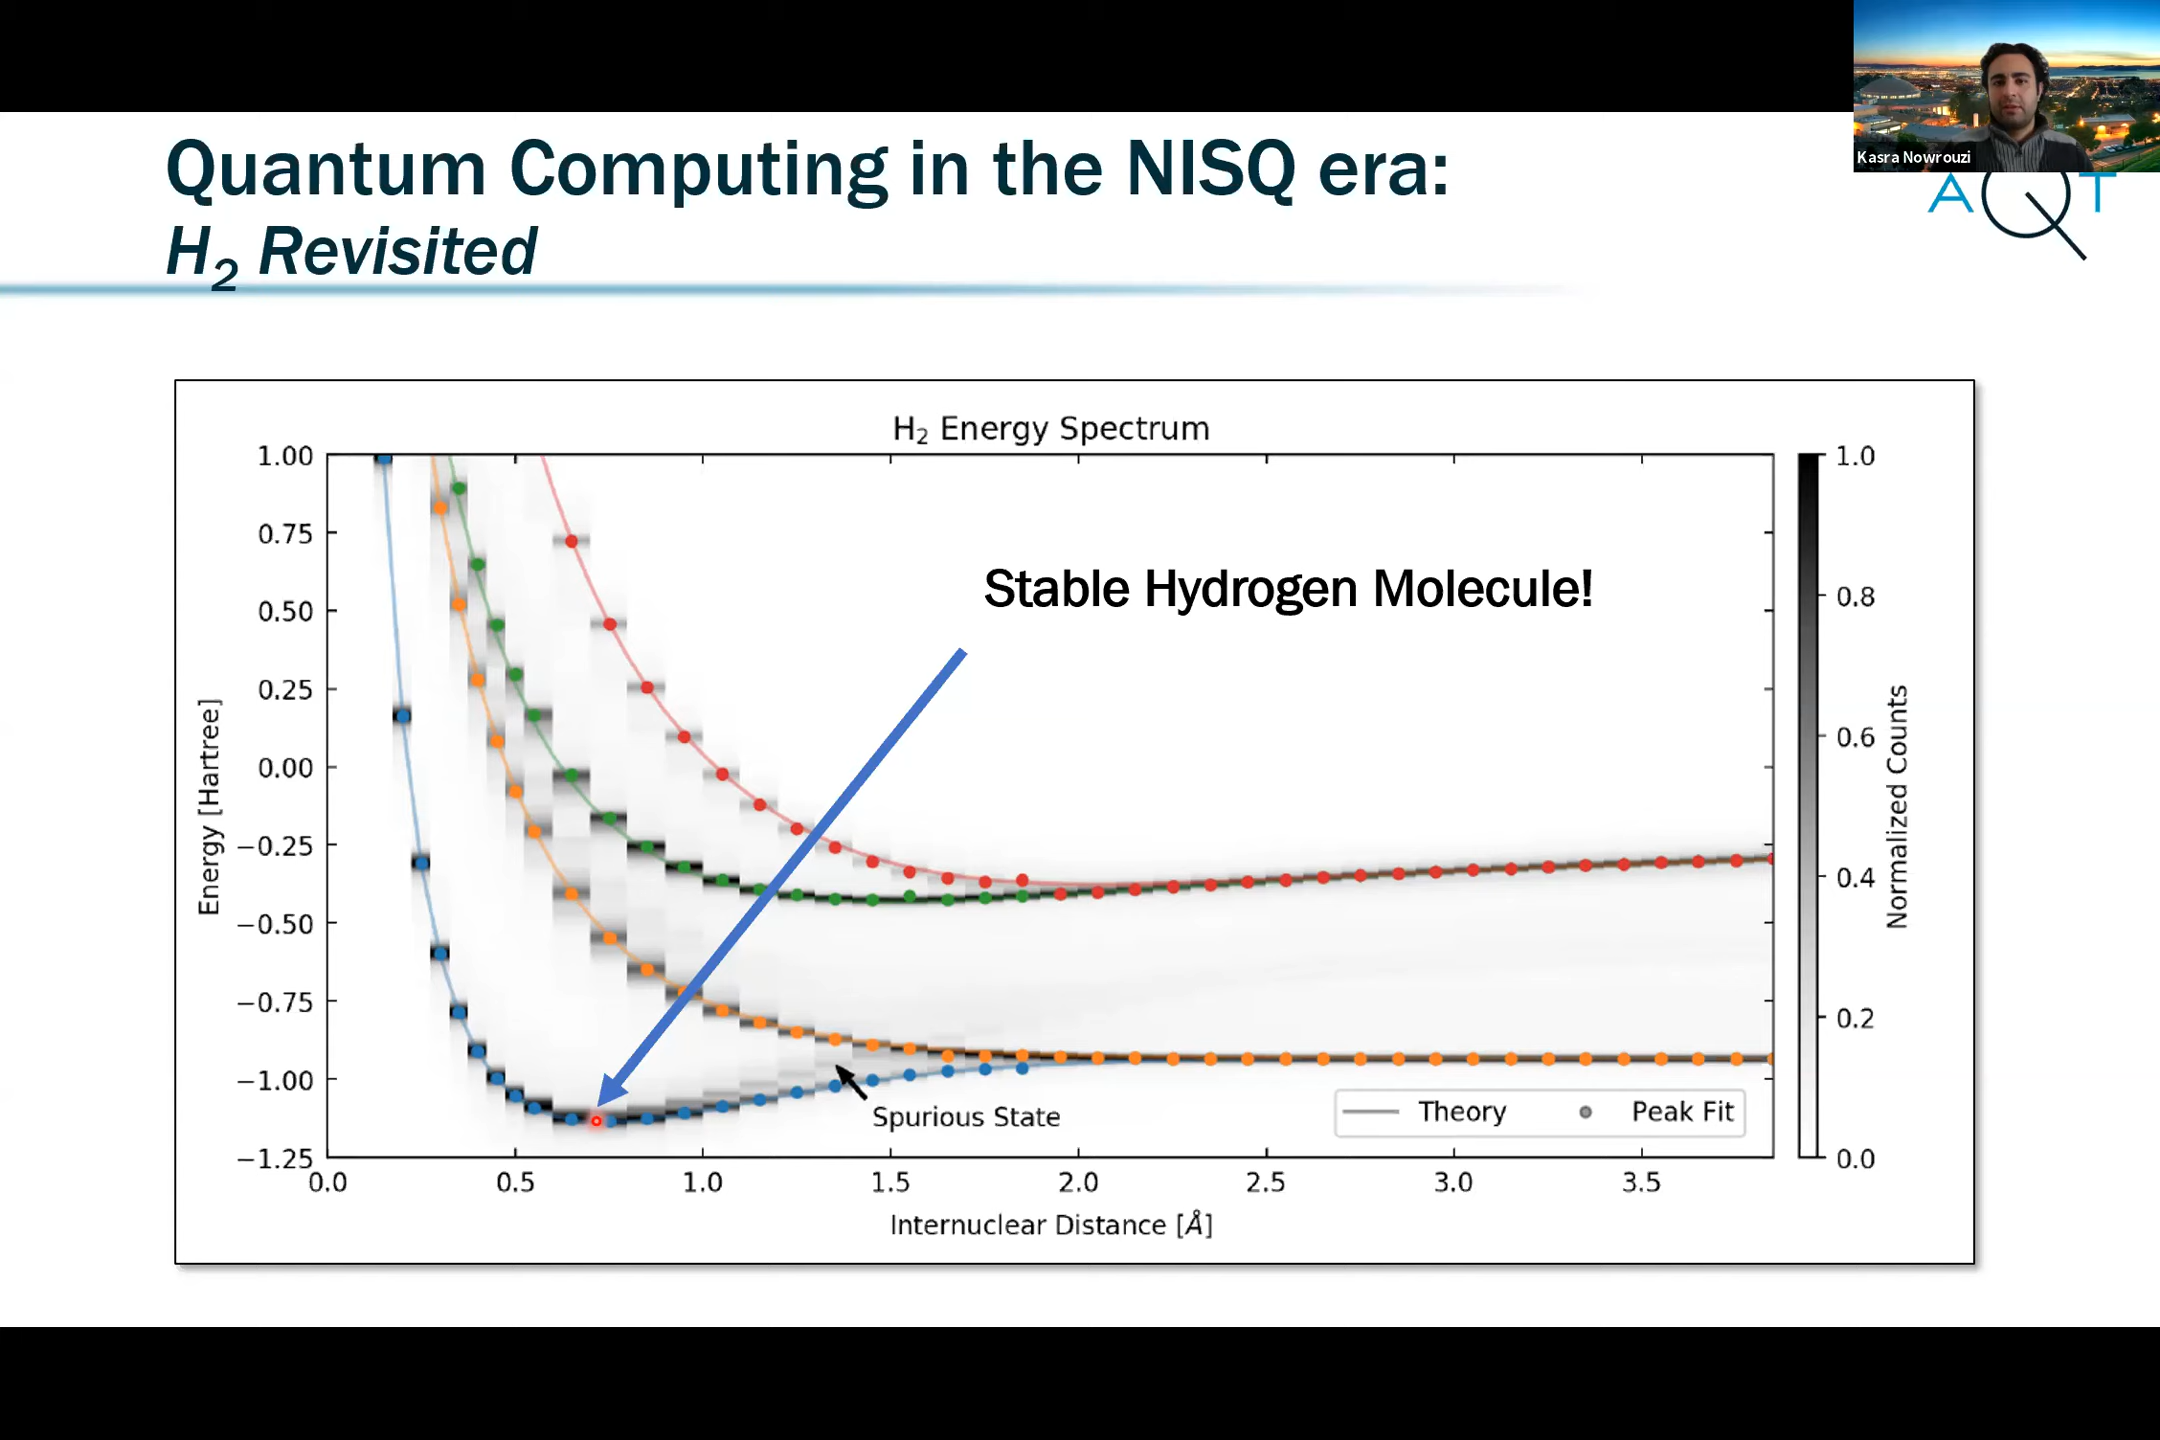 Kasra Nowrouzi
Quantum Computing in the NISQ era:
H₂ Revisited
AQT
H₂ Energy Spectrum
Stable Hydrogen Molecule!
Spurious State
Theory
Peak Fit
Energy [Hartree]
1.00
0.75
0.50
0.25
0.00
−0.25
−0.50
−0.75
−1.00
−1.25
0.0 0.5 1.0 1.5 2.0 2.5 3.0 3.5
Internuclear Distance [Å]
1.0
0.8
0.6
0.4
0.2
0.0
Normalized Counts